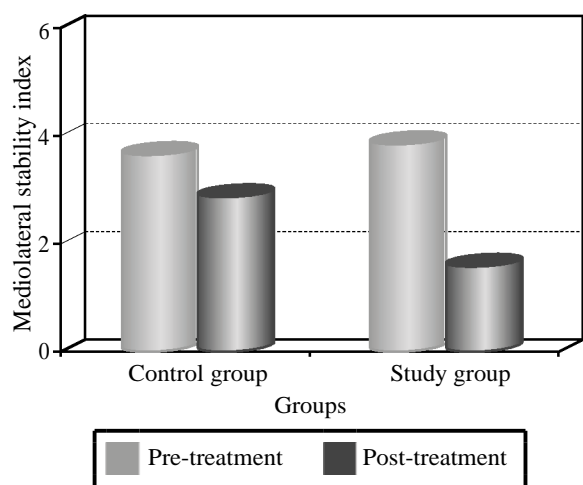 Mediolateral stability index
6
4
2
0
Control group Study group
Groups
Pre-treatment Post-treatment